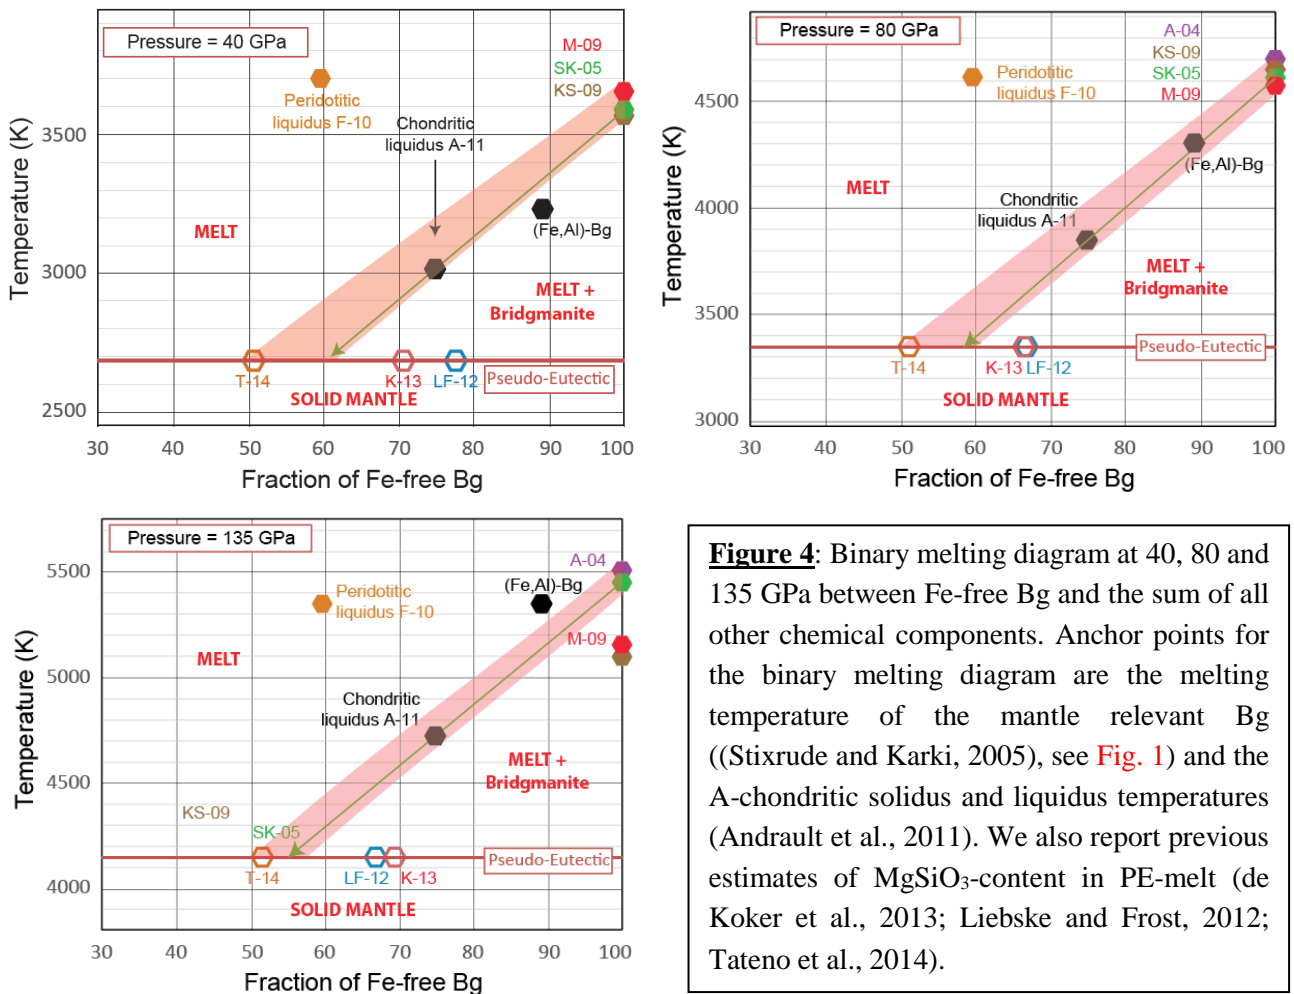 Pressure = 40 GPa
M-09
SK-05
KS-09
Peridotitic
liquidus F-10
Chondritic
liquidus A-11
(Fe,Al)-Bg
MELT
MELT +
Bridgmanite
T-14
K-13
LF-12
Pseudo-Eutectic
SOLID MANTLE
Temperature (K)
3500
3000
2500
30 40 50 60 70 80 90 100
Fraction of Fe-free Bg
Pressure = 80 GPa
A-04
KS-09
SK-05
M-09
Peridotitic
liquidus F-10
(Fe,Al)-Bg
MELT
Chondritic
liquidus A-11
MELT +
Bridgmanite
Pseudo-Eutectic
T-14
K-13
LF-12
SOLID MANTLE
Temperature (K)
4500
4000
3500
3000
30 40 50 60 70 80 90 100
Fraction of Fe-free Bg
Pressure = 135 GPa
A-04
(Fe,Al)-Bg
Peridotitic
liquidus F-10
M-09
MELT
Chondritic
liquidus A-11
MELT +
Bridgmanite
KS-09
SK-05
Pseudo-Eutectic
T-14
LF-12
K-13
SOLID MANTLE
Temperature (K)
5500
5000
4500
4000
30 40 50 60 70 80 90 100
Fraction of Fe-free Bg
Figure 4: Binary melting diagram at 40, 80 and
135 GPa between Fe-free Bg and the sum of all
other chemical components. Anchor points for
the binary melting diagram are the melting
temperature of the mantle relevant Bg
((Stixrude and Karki, 2005), see Fig. 1) and the
A-chondritic solidus and liquidus temperatures
(Andrault et al., 2011). We also report previous
estimates of MgSiO₃-content in PE-melt (de
Koker et al., 2013; Liebske and Frost, 2012;
Tateno et al., 2014).